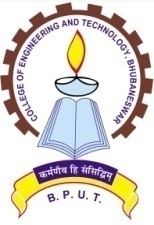 COLLEGE OF ENGINEERING AND TECHNOLOGY, BHUBANESWAR
कर्मणैव हि संसिद्धिम्
B. P. U. T.